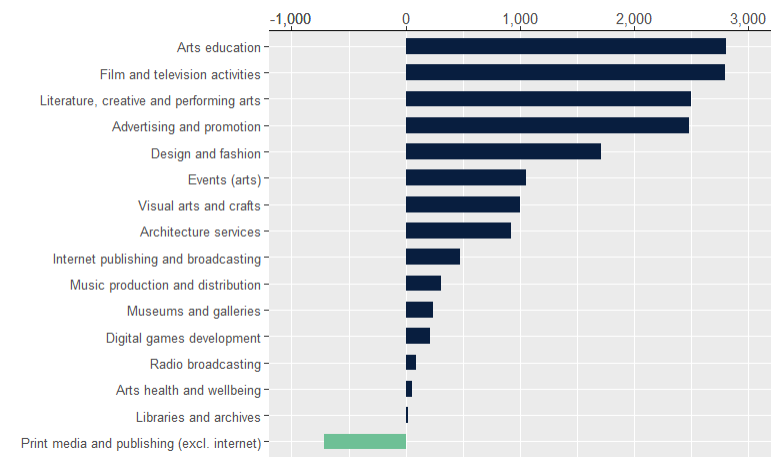 -1,000 0 1,000 2,000 3,000
Arts education
Film and television activities
Literature, creative and performing arts
Advertising and promotion
Design and fashion
Events (arts)
Visual arts and crafts
Architecture services
Internet publishing and broadcasting
Music production and distribution
Museums and galleries
Digital games development
Radio broadcasting
Arts health and wellbeing
Libraries and archives
Print media and publishing (excl. internet)